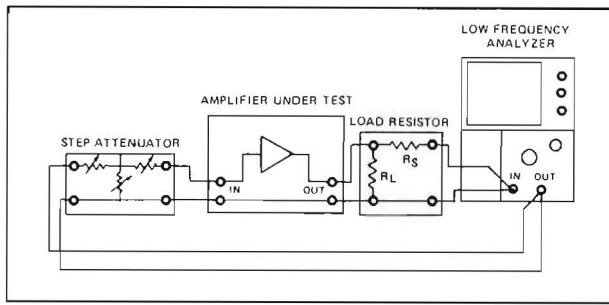 LOW FREQUENCY
ANALYZER
AMPLIFIER UNDER TEST
LOAD RESISTOR
STEP ATTENUATOR
RS
RL
IN
OUT
IN
OUT